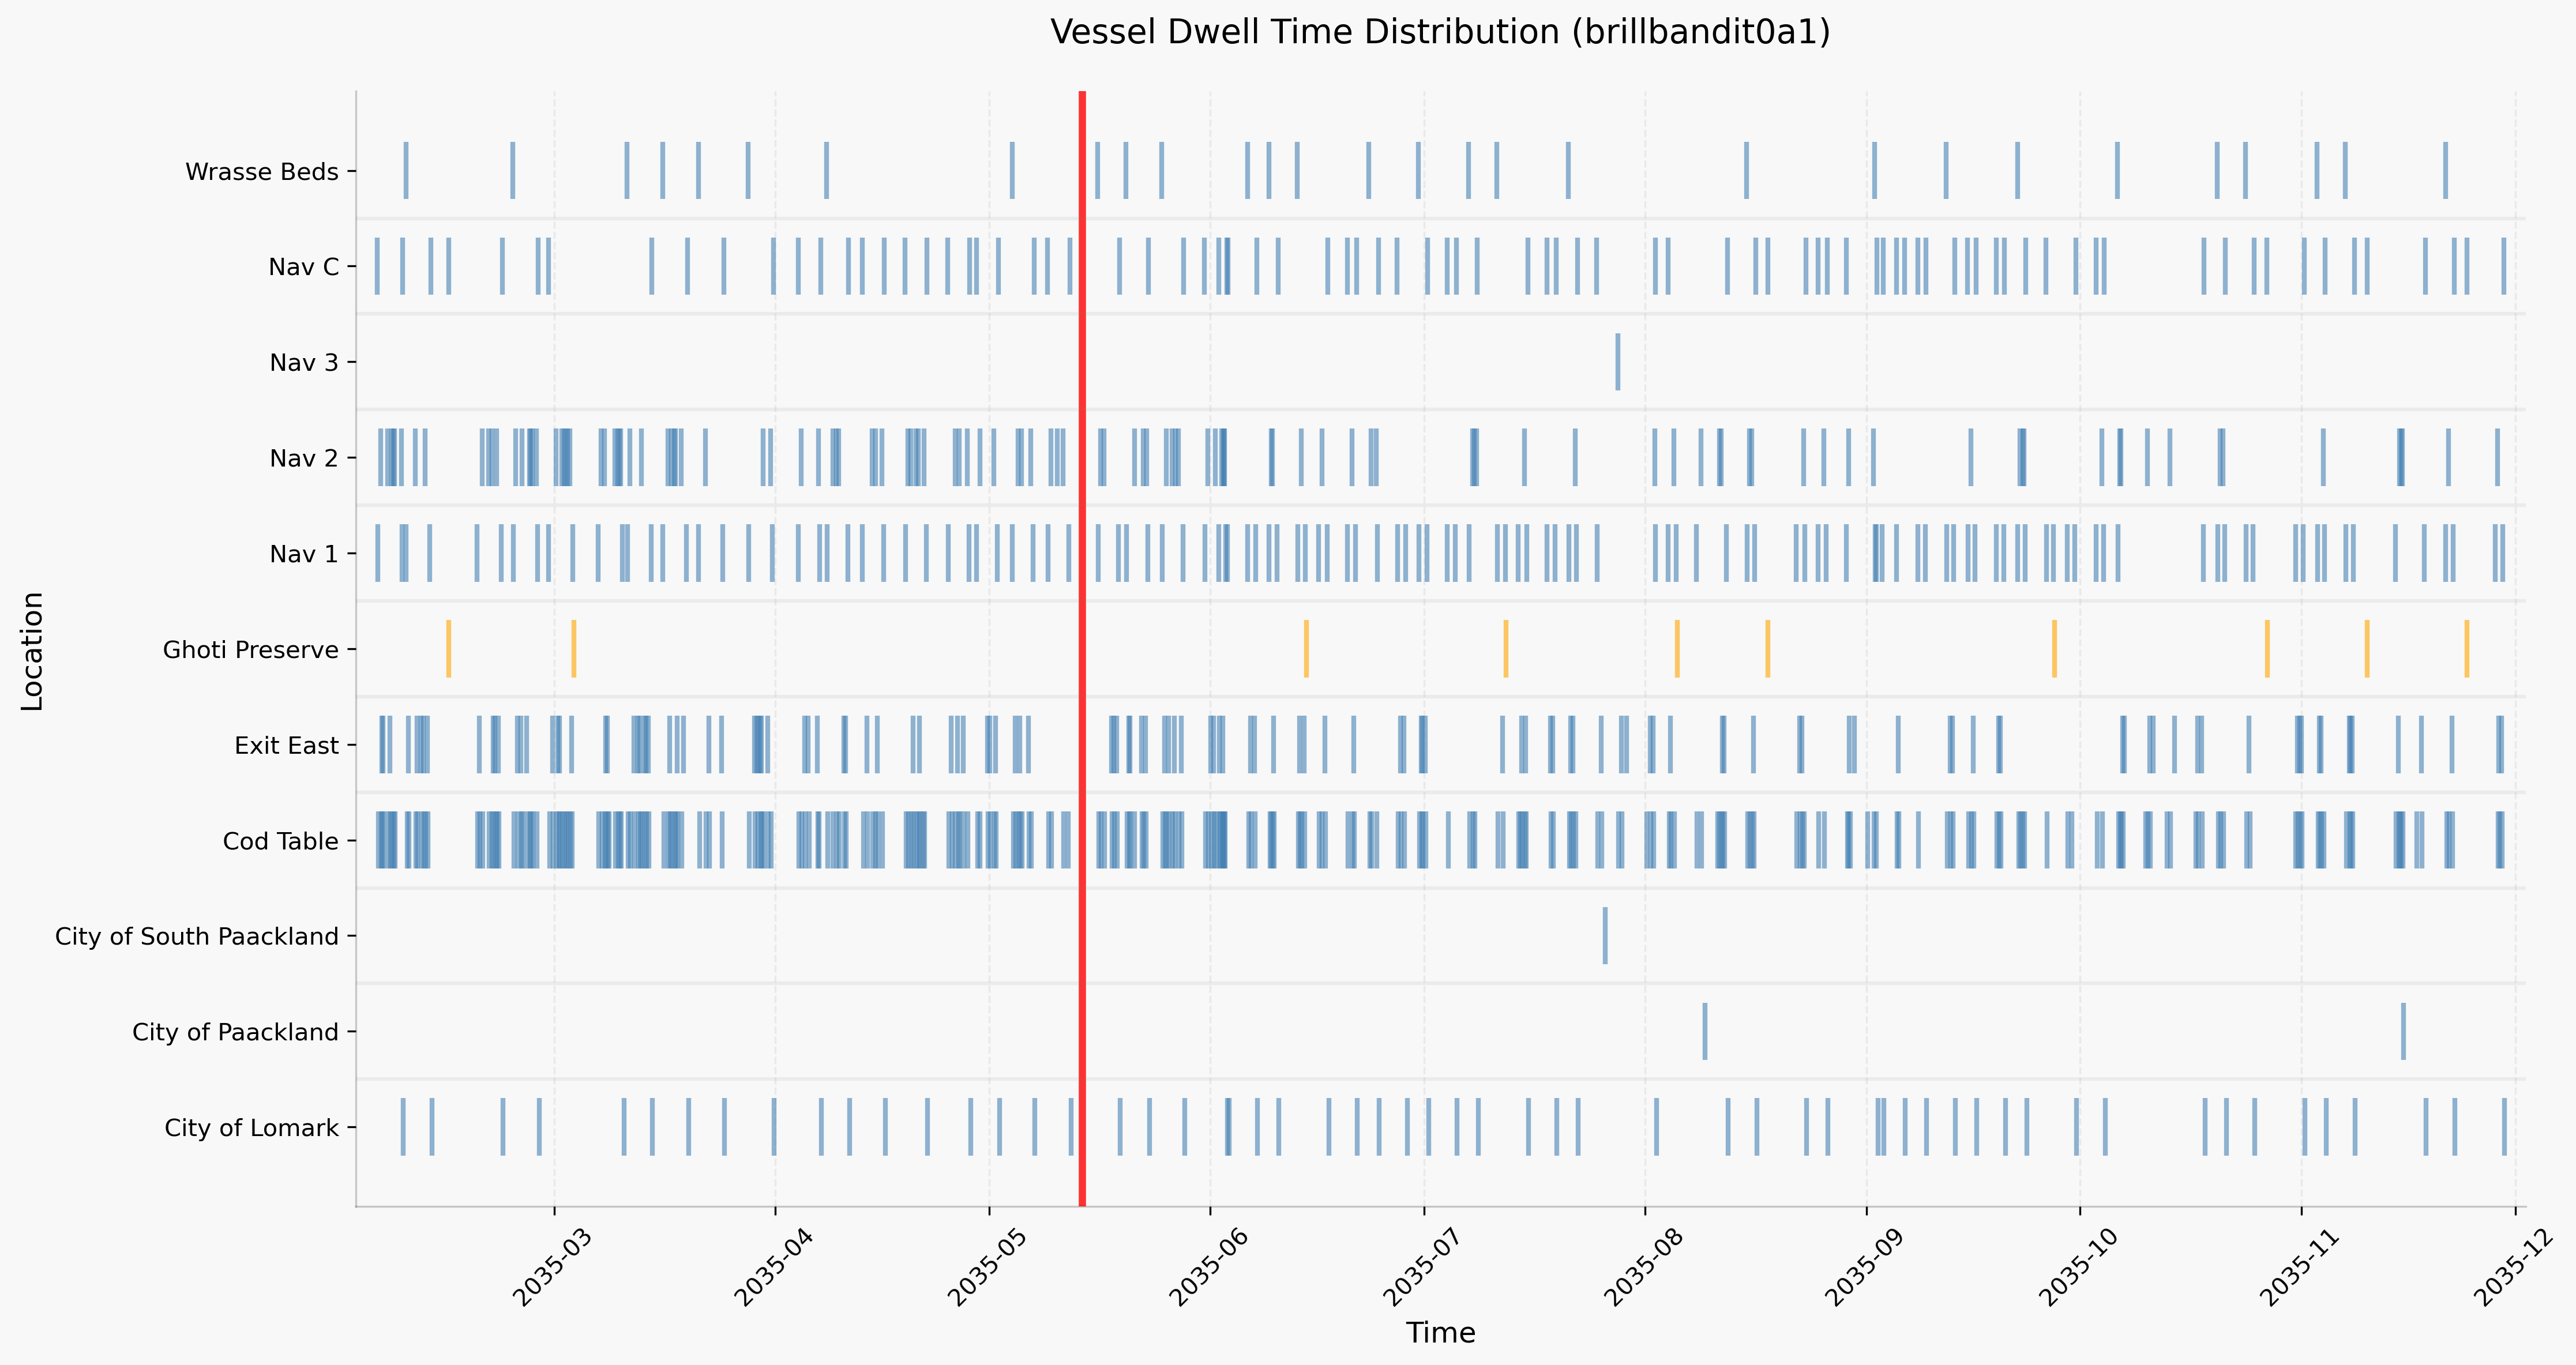 Vessel Dwell Time Distribution (brillbandit0a1)
Location
Wrasse Beds
Nav C
Nav 3
Nav 2
Nav 1
Ghoti Preserve
Exit East
Cod Table
City of South Paackland
City of Paackland
City of Lomark
2035-03
2035-04
2035-05
2035-06
2035-07
2035-08
2035-09
2035-10
2035-11
2035-12
Time